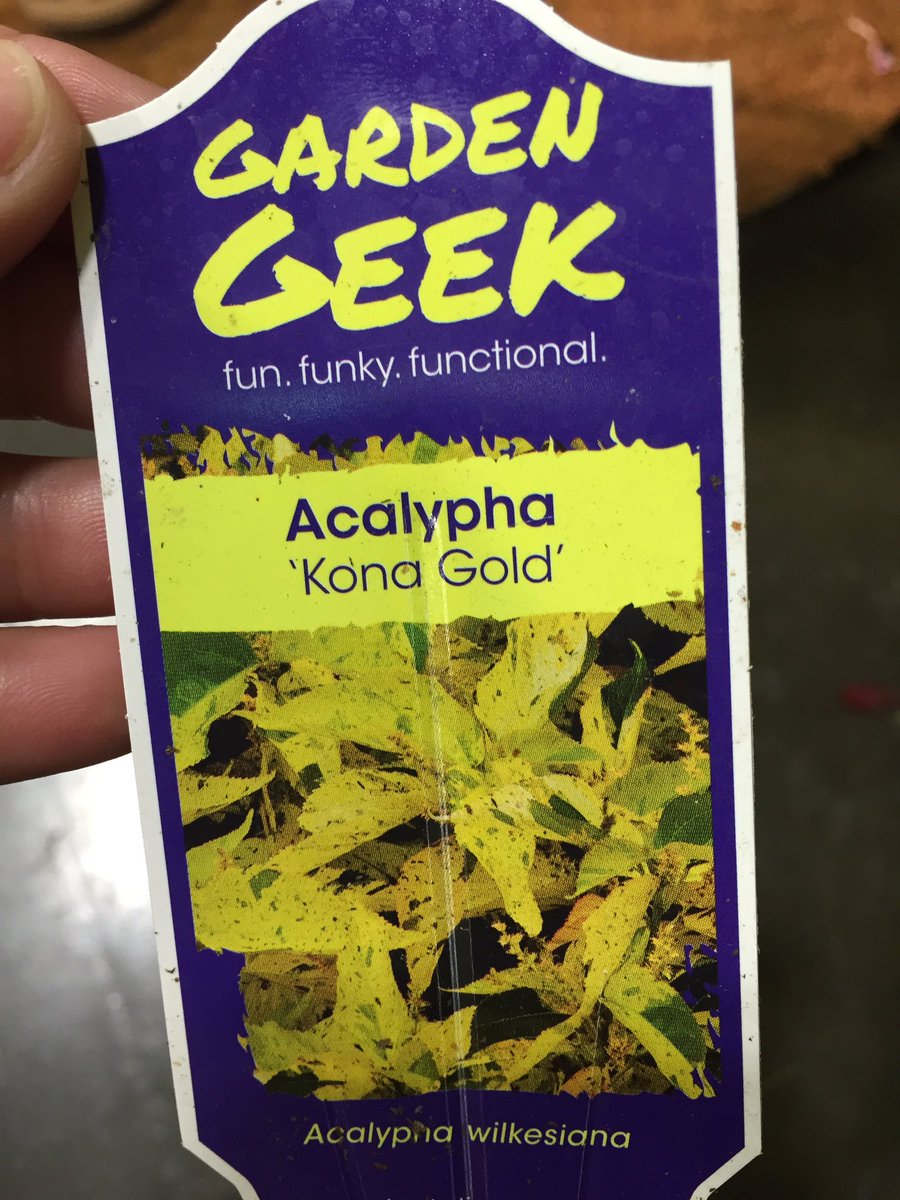 GARDEN
GEEK
fun. funky. functional.
Acalypha
‘Kona Gold’
Acalypha wilkesiana